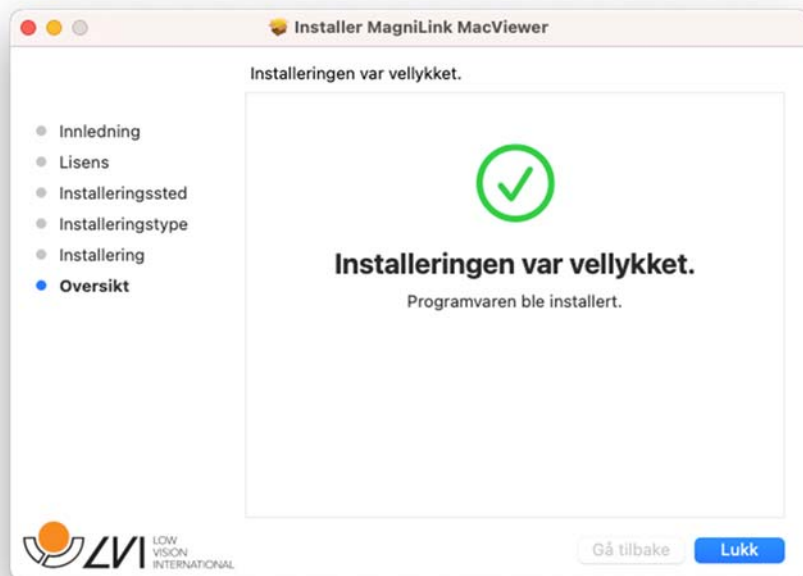 Installer MagniLink MacViewer
Installeringen var vellykket.
Innledning
Lisens
Installeringssted
Installeringstype
Installering
Oversikt
Installeringen var vellykket.
Programvaren ble installert.
LVI
LOW
VISION
INTERNATIONAL
Gå tilbake
Lukk